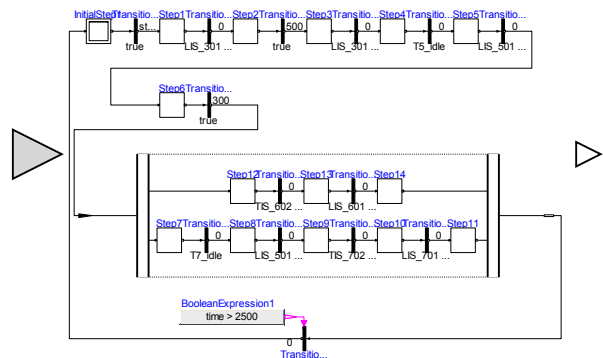 InitialStep1 Transitio... Step1 Transitio... Step2 Transitio... Step3 Transitio... Step4 Transitio... Step5 Transitio...
st... 0 500 0 0 0
true LIS_301 ... true LIS_301 ... T5_idle LIS_501 ...
Step6 Transitio...
300
true
Step12 Transitio... Step13 Transitio... Step14
0 0
TIS_602 ... LIS_601 ...
Step7 Transitio... Step8 Transitio... Step9 Transitio... Step10 Transitio... Step11
0 0 0 0
T7_idle LIS_501 ... TIS_702 ... LIS_701 ...
BooleanExpression1
time > 2500
0
Transitio...